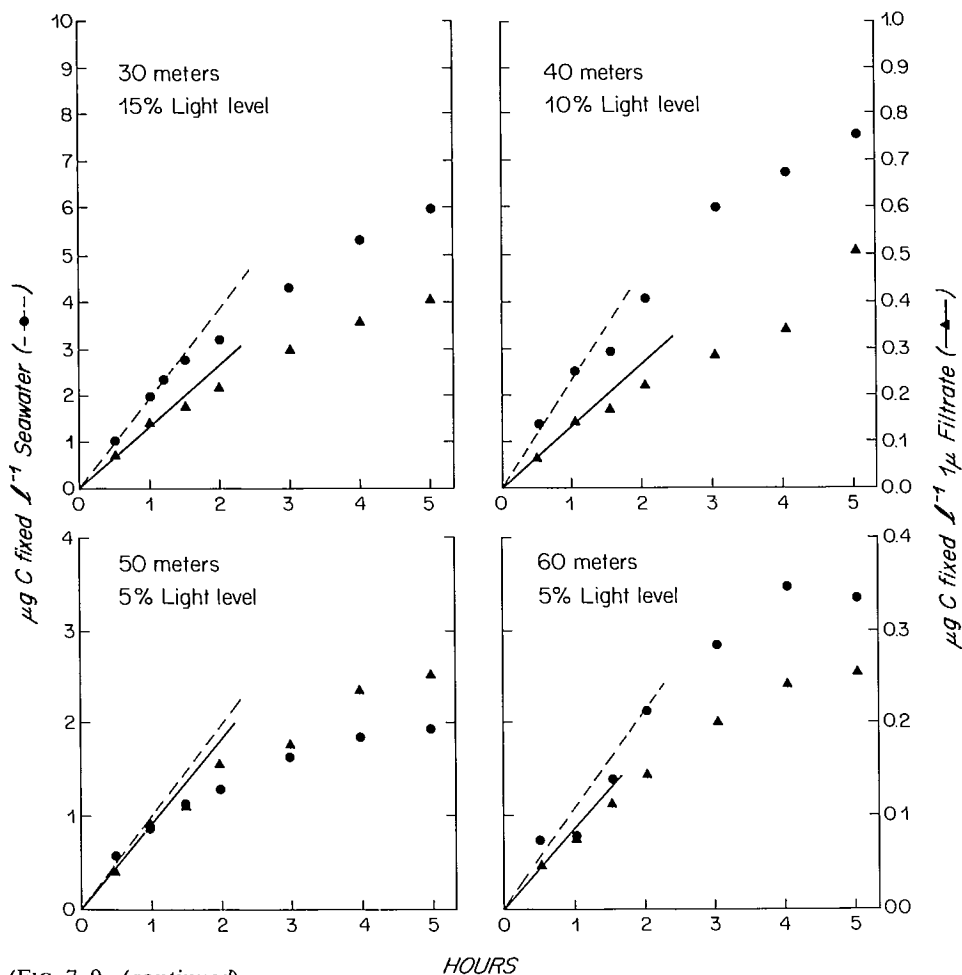 10
9
8
7
6
5
4
3
2
1
0
30 meters
15% Light level
0 1 2 3 4 5
40 meters
10% Light level
1.0
0.9
0.8
0.7
0.6
0.5
0.4
0.3
0.2
0.1
0.0
0 1 2 3 4 5
μg C fixed ℓ⁻¹ Seawater (--●--)
μg C fixed ℓ⁻¹ 1μ Filtrate (—▲—)
4
3
2
1
0
50 meters
5% Light level
0 1 2 3 4 5
60 meters
5% Light level
0.4
0.3
0.2
0.1
0.0
0 1 2 3 4 5
HOURS
(FIG. 7-9. (continued)